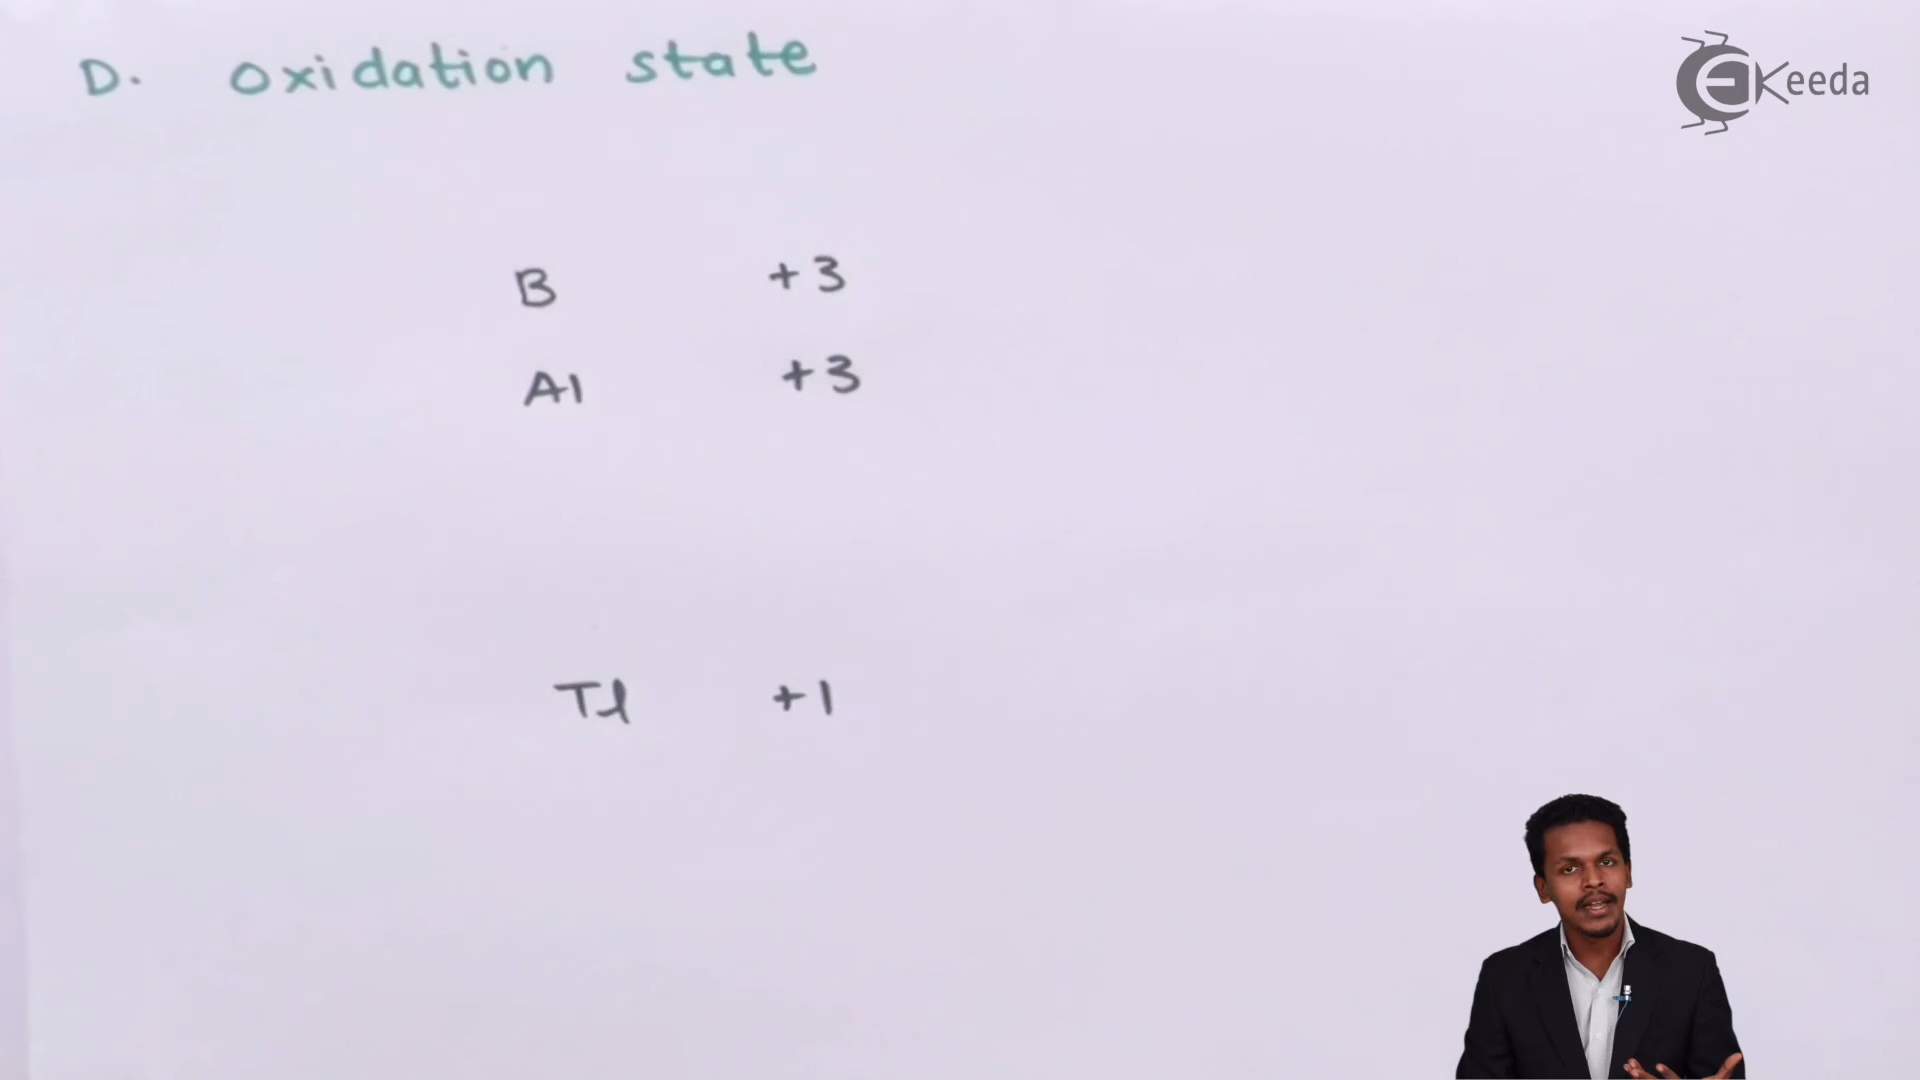 D. Oxidation state
EKeeda
B +3
Al +3
Tl +1